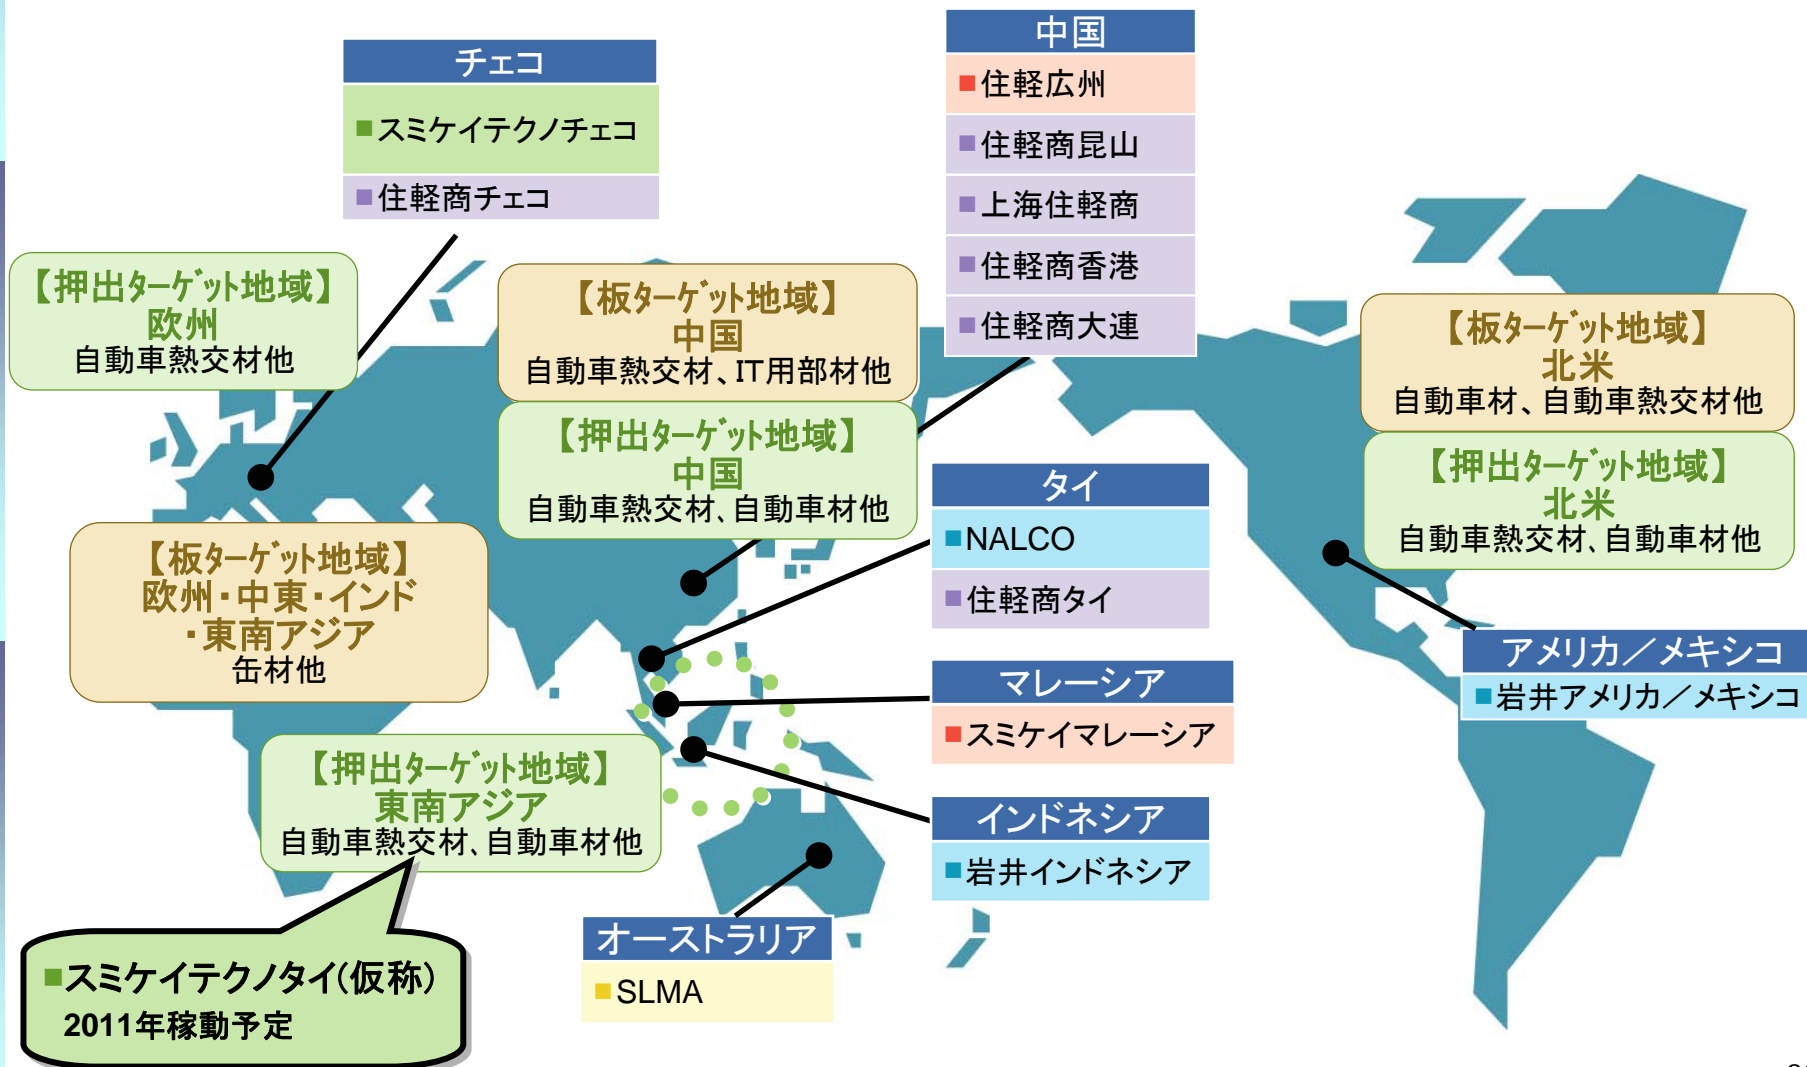 チェコ
■スミケイテクノチェコ
■住軽商チェコ
中国
■住軽広州
■住軽商昆山
■上海住軽商
■住軽商香港
■住軽商大連
【押出ﾀｰｹﾞｯﾄ地域】
欧州
自動車熱交材他
【板ﾀｰｹﾞｯﾄ地域】
中国
自動車熱交材、IT用部材他
【押出ﾀｰｹﾞｯﾄ地域】
中国
自動車熱交材、自動車材他
【板ﾀｰｹﾞｯﾄ地域】
北米
自動車材、自動車熱交材他
【押出ﾀｰｹﾞｯﾄ地域】
北米
自動車熱交材、自動車材他
【板ﾀｰｹﾞｯﾄ地域】
欧州・中東・インド
・東南アジア
缶材他
タイ
■NALCO
■住軽商タイ
アメリカ／メキシコ
■岩井アメリカ／メキシコ
マレーシア
■スミケイマレーシア
【押出ﾀｰｹﾞｯﾄ地域】
東南アジア
自動車熱交材、自動車材他
インドネシア
■岩井インドネシア
オーストラリア
■SLMA
■スミケイテクノタイ(仮称)
2011年稼動予定